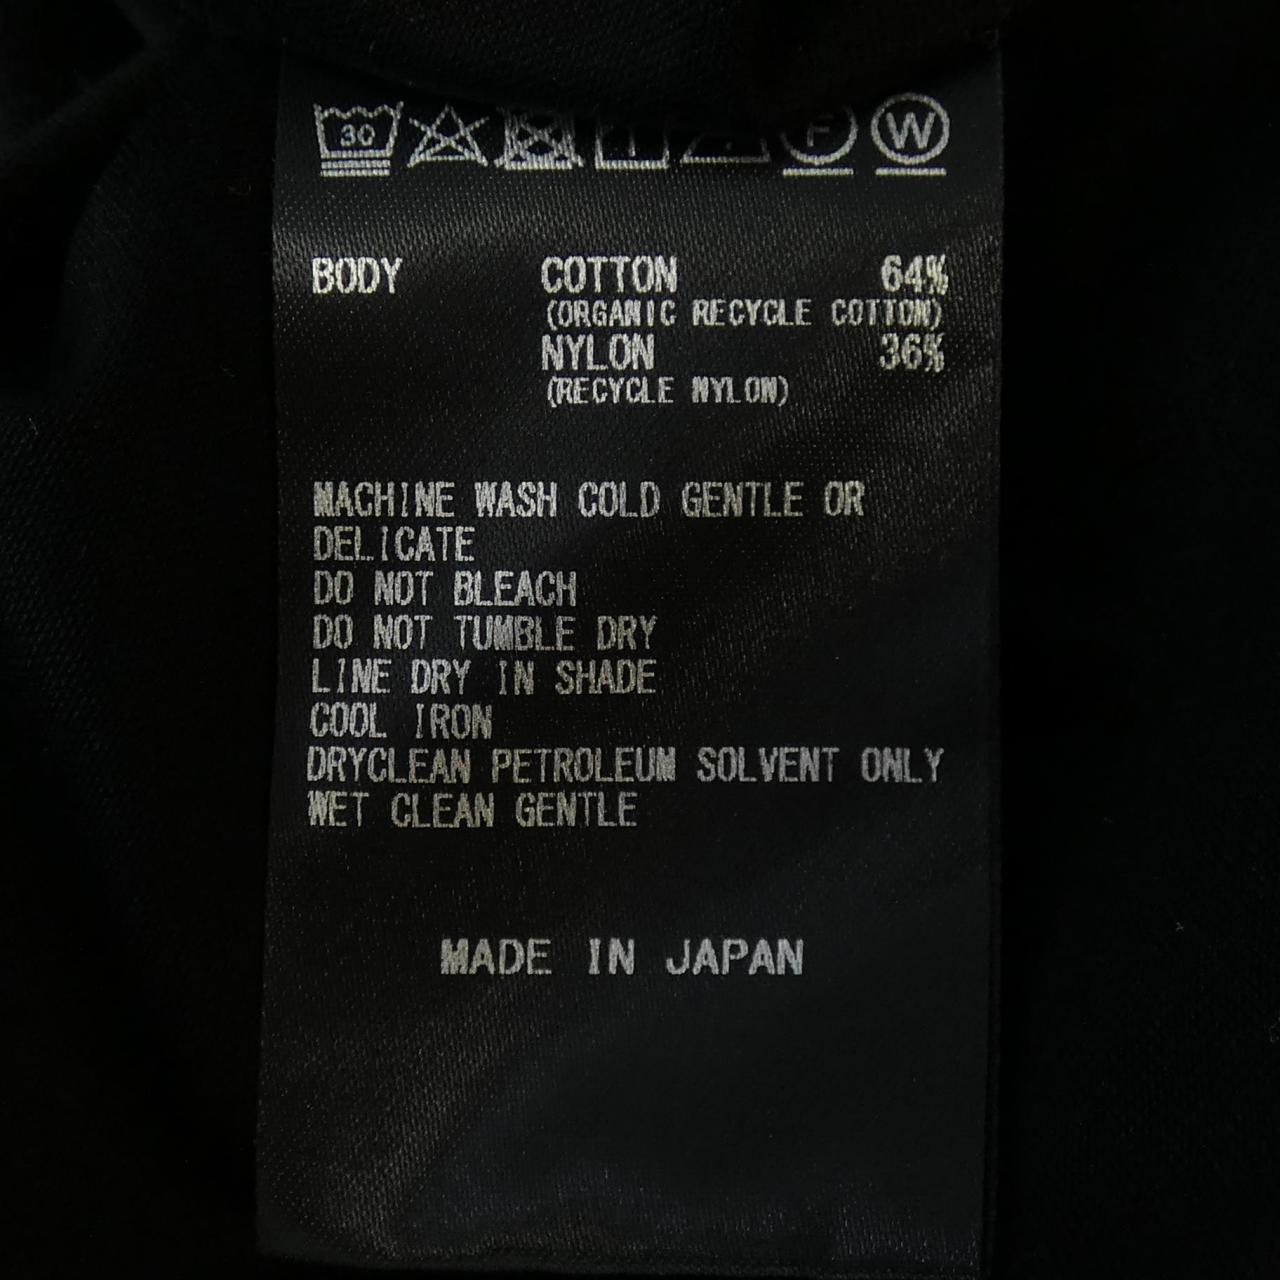 30 F W
BODY COTTON 64%
(ORGANIC RECYCLE COTTON)
NYLON 36%
(RECYCLE NYLON)
MACHINE WASH COLD GENTLE OR
DELICATE
DO NOT BLEACH
DO NOT TUMBLE DRY
LINE DRY IN SHADE
COOL IRON
DRYCLEAN PETROLEUM SOLVENT ONLY
WET CLEAN GENTLE
MADE IN JAPAN